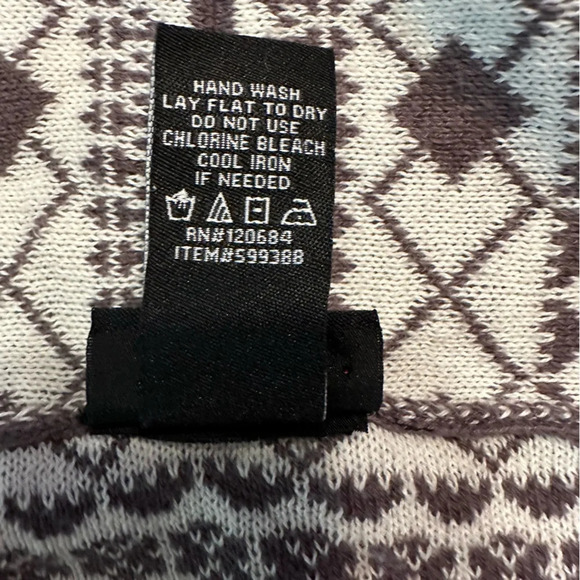 HAND WASH
LAY FLAT TO DRY
DO NOT USE
CHLORINE BLEACH
COOL IRON
IF NEEDED
RN#120684
ITEM#599388